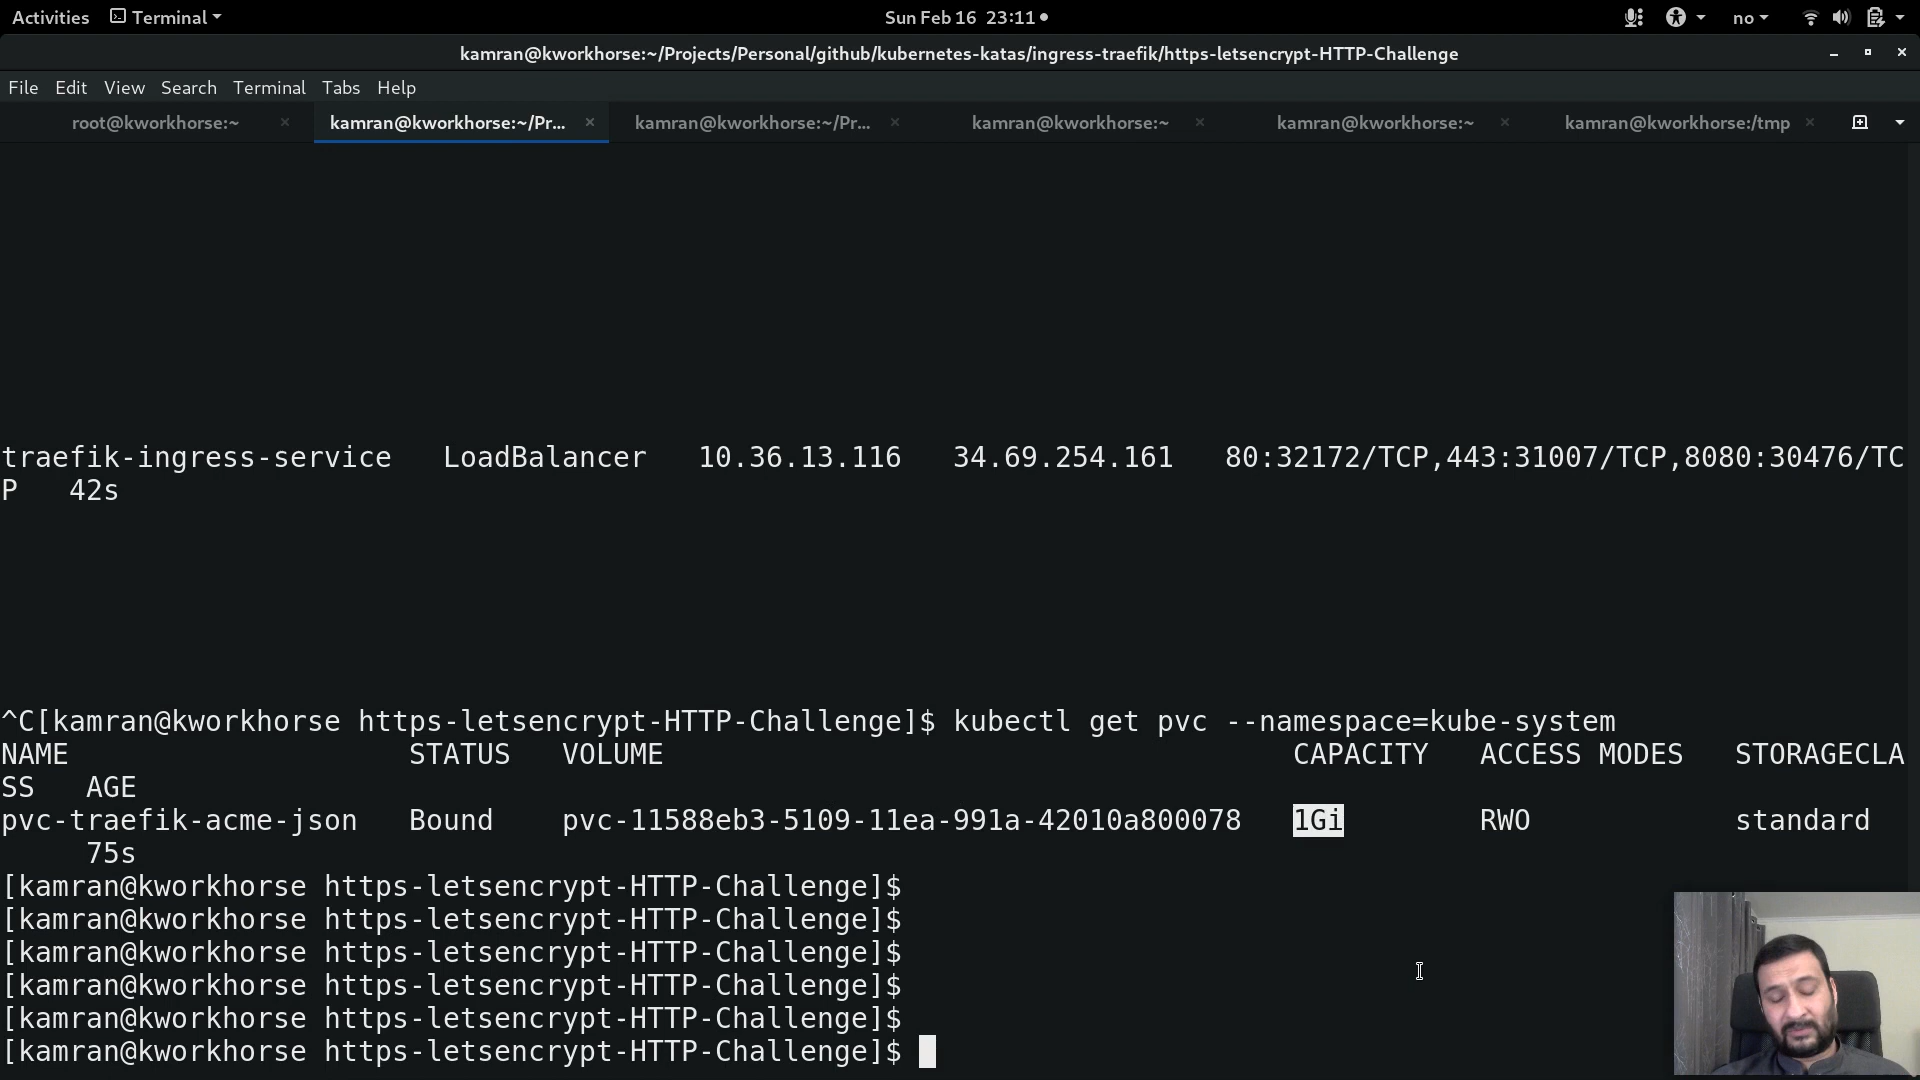 Activities Terminal Sun Feb 16 23:11 no
kamran@kworkhorse:~/Projects/Personal/github/kubernetes-katas/ingress-traefik/https-letsencrypt-HTTP-Challenge
File Edit View Search Terminal Tabs Help
root@kworkhorse:~ kamran@kworkhorse:~/Pr... kamran@kworkhorse:~/Pr... kamran@kworkhorse:~ kamran@kworkhorse:~ kamran@kworkhorse:/tmp
traefik-ingress-service LoadBalancer 10.36.13.116 34.69.254.161 80:32172/TCP,443:31007/TCP,8080:30476/TC
P 42s
^C[kamran@kworkhorse https-letsencrypt-HTTP-Challenge]$ kubectl get pvc --namespace=kube-system
NAME STATUS VOLUME CAPACITY ACCESS MODES STORAGECLA
SS AGE
pvc-traefik-acme-json Bound pvc-11588eb3-5109-11ea-991a-42010a800078 1Gi RWO standard
75s
[kamran@kworkhorse https-letsencrypt-HTTP-Challenge]$
[kamran@kworkhorse https-letsencrypt-HTTP-Challenge]$
[kamran@kworkhorse https-letsencrypt-HTTP-Challenge]$
[kamran@kworkhorse https-letsencrypt-HTTP-Challenge]$
[kamran@kworkhorse https-letsencrypt-HTTP-Challenge]$
[kamran@kworkhorse https-letsencrypt-HTTP-Challenge]$